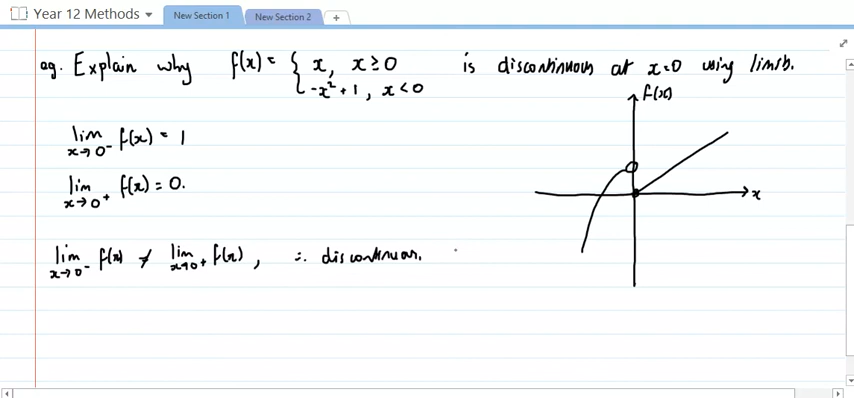 Year 12 Methods New Section 1 New Section 2 +
eg. Explain why f(x) = { x, x ≥ 0 is discontinuous at x=0 using limits.
-x² + 1, x < 0
f(x)
lim x→0⁻ f(x) = 1
lim x→0⁺ f(x) = 0.
x
lim x→0⁻ f(x) ≠ lim x→0⁺ f(x), ∴ discontinuous.